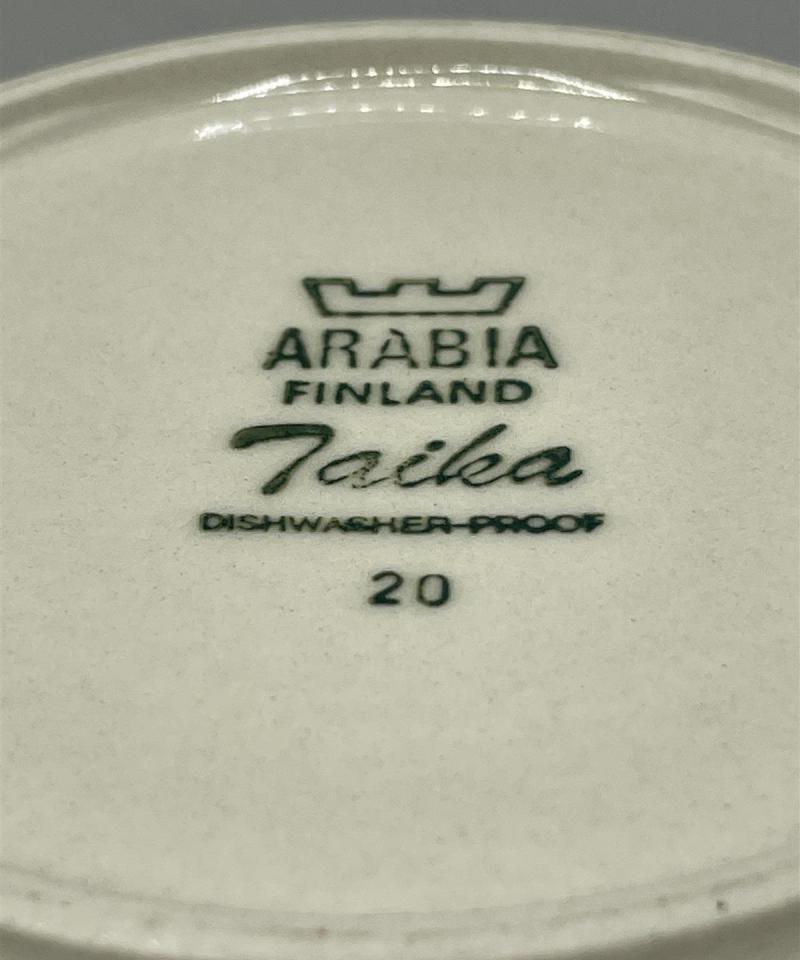 ARABIA
FINLAND
Taika
DISHWASHER-PROOF
20